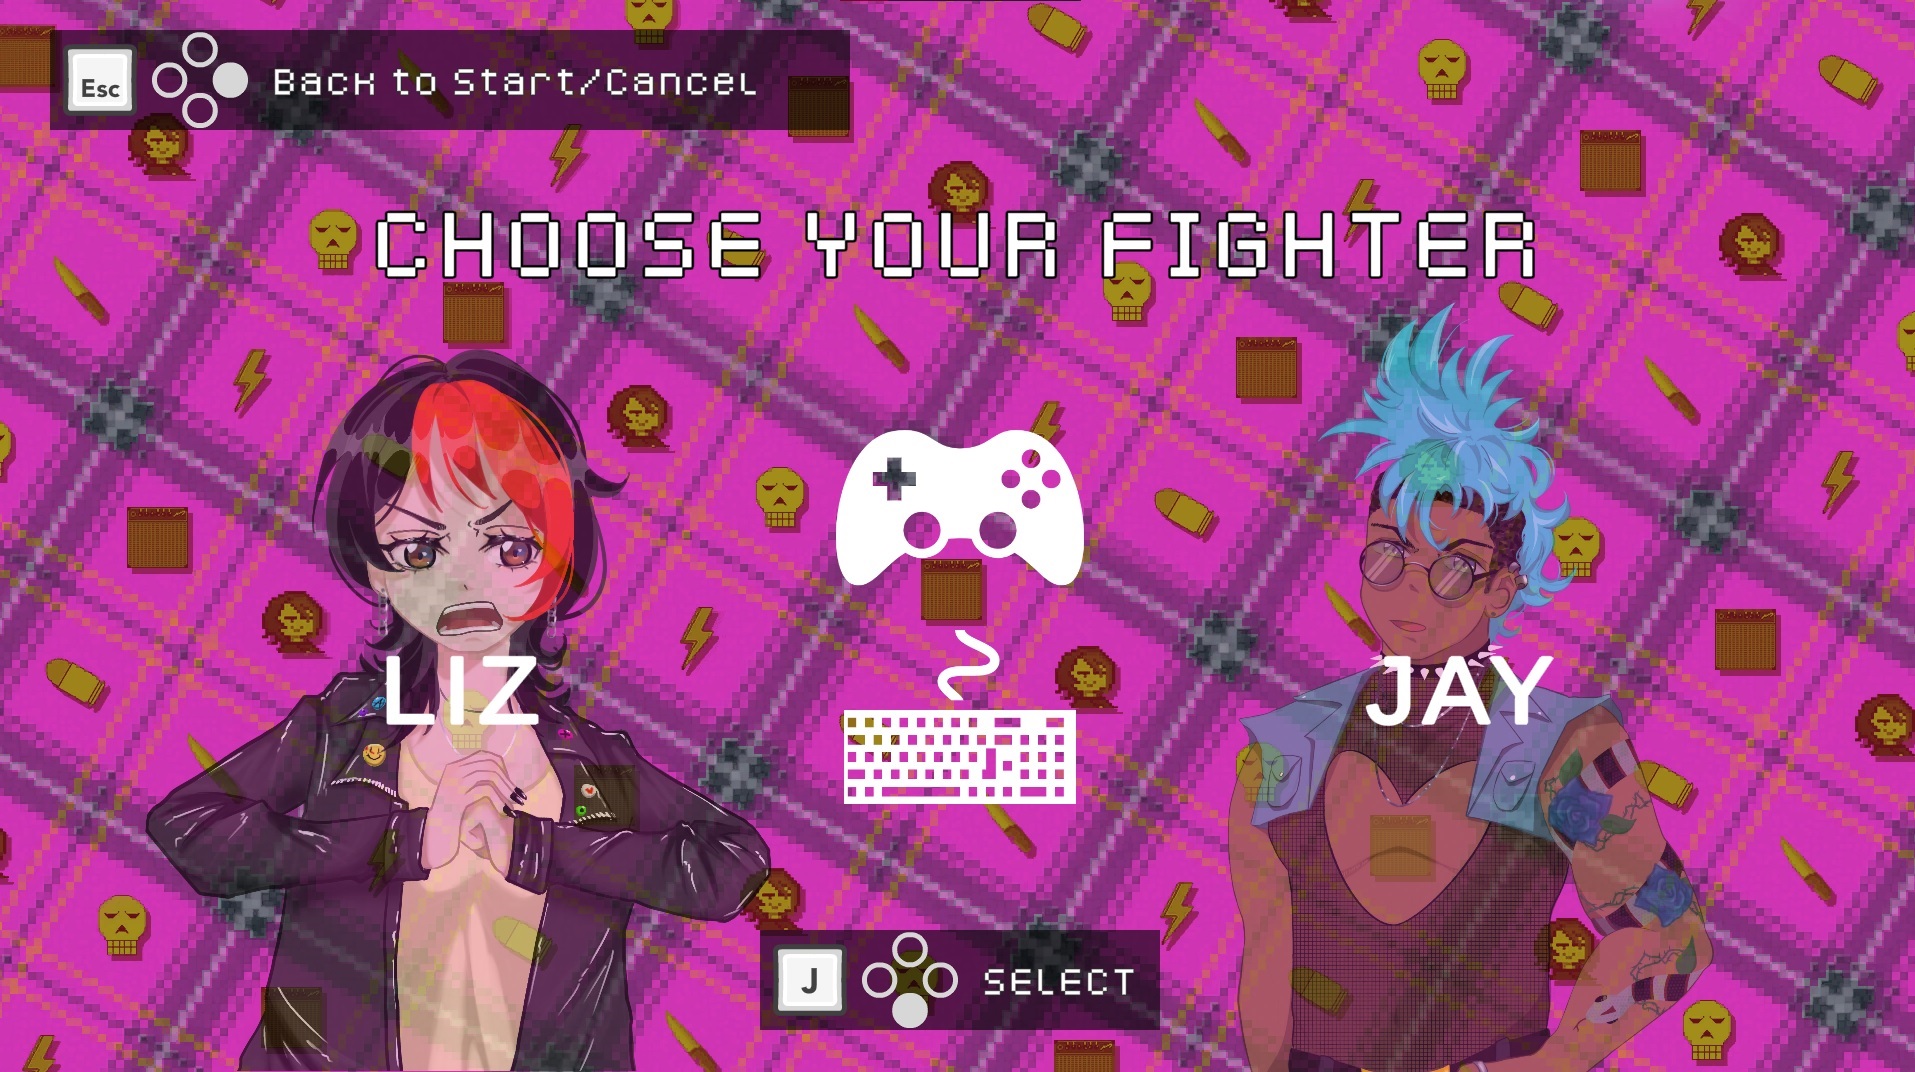 Esc Back to Start/Cancel
CHOOSE YOUR FIGHTER
LIZ
JAY
J SELECT